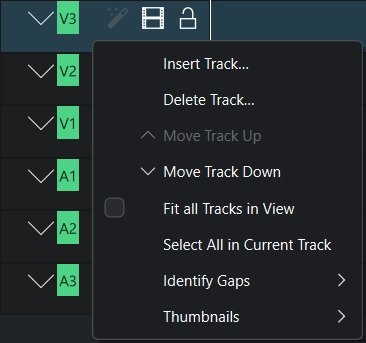 V3
Insert Track...
V2
Delete Track...
Move Track Up
V1
Move Track Down
A1
Fit all Tracks in View
A2
Select All in Current Track
A3
Identify Gaps
Thumbnails